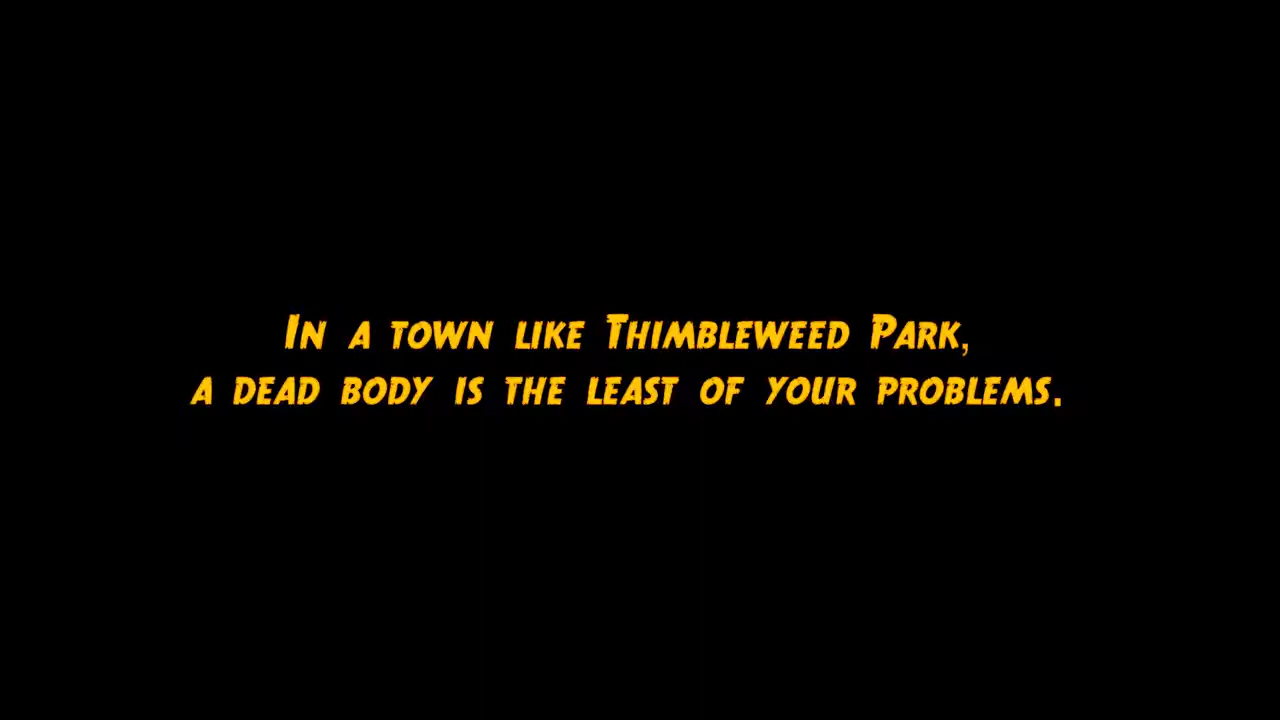 In a town like Thimbleweed Park,
a dead body is the least of your problems.